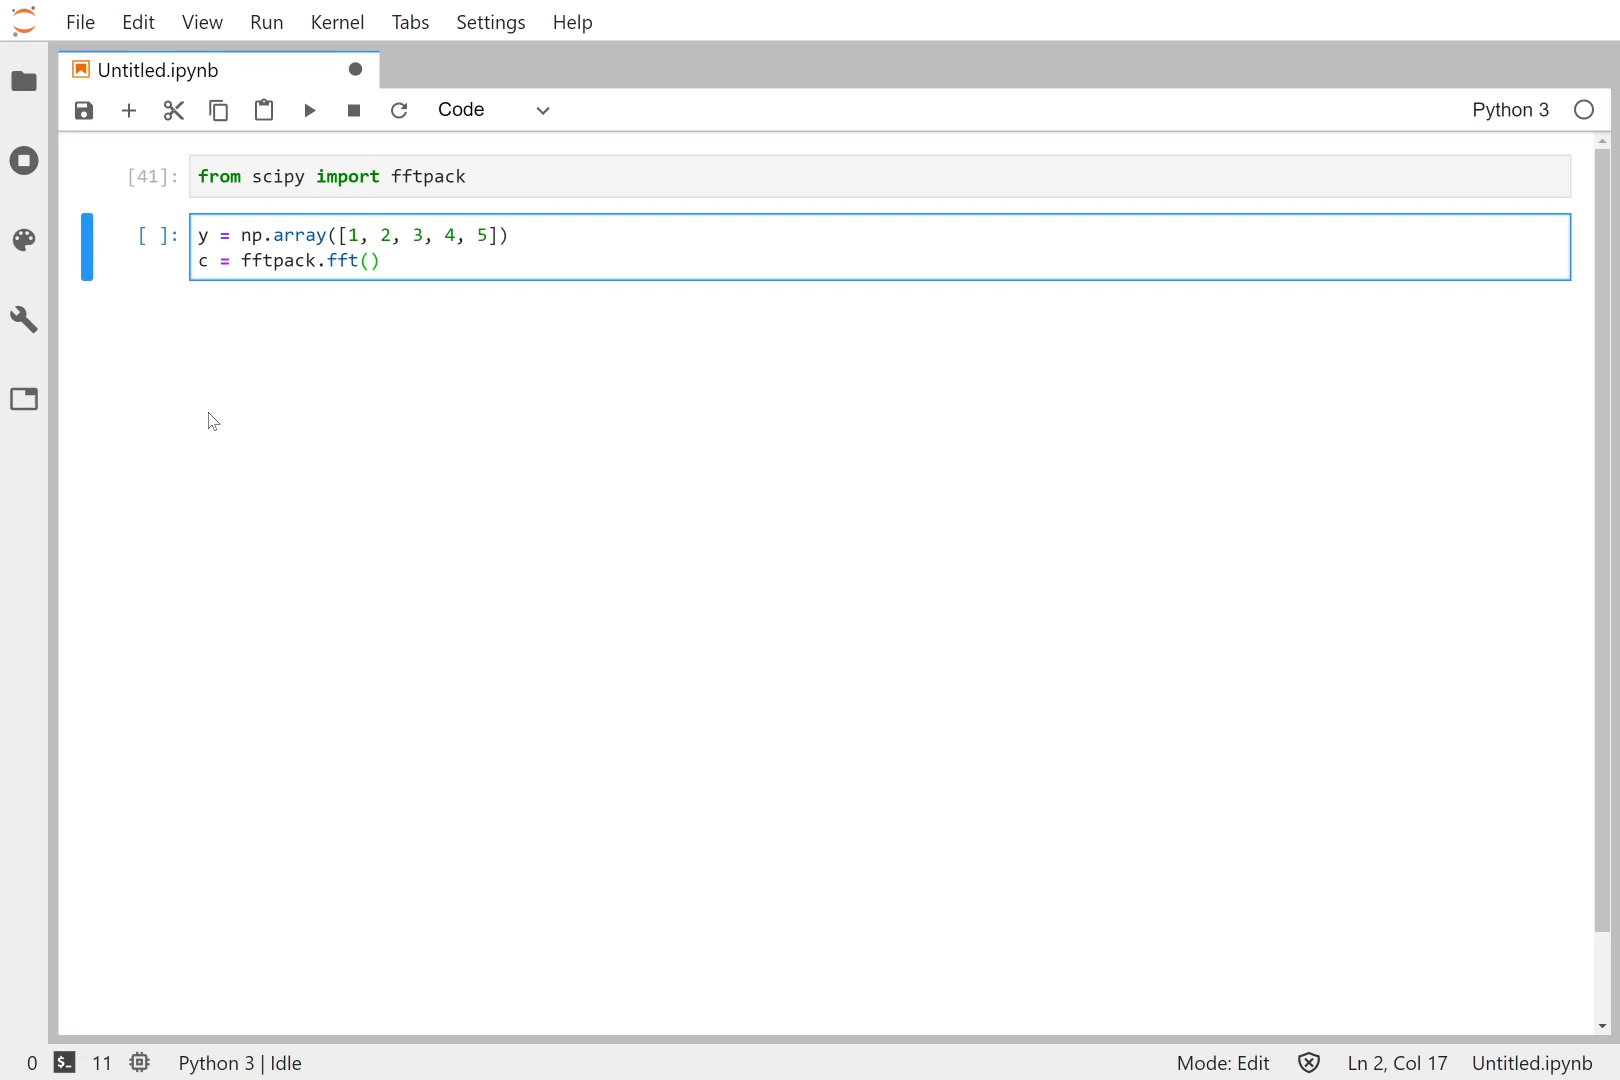 File Edit View Run Kernel Tabs Settings Help
Untitled.ipynb
Code Python 3
[41]: from scipy import fftpack
[ ]: y = np.array([1, 2, 3, 4, 5])
c = fftpack.fft()
0 $_ 11 Python 3 | Idle Mode: Edit Ln 2, Col 17 Untitled.ipynb